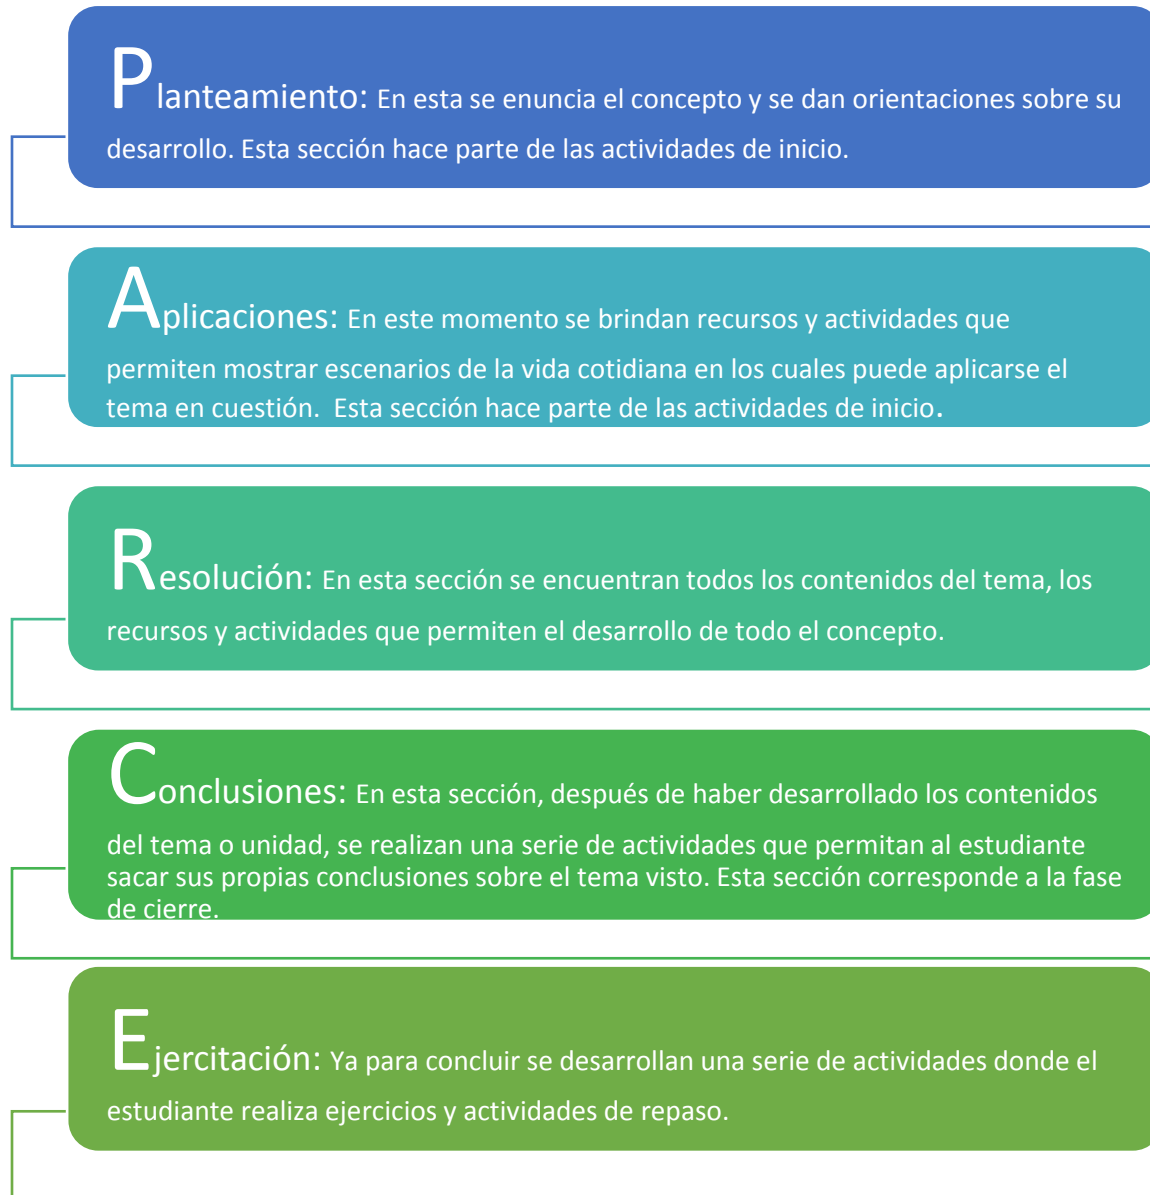 Planteamiento: En esta se enuncia el concepto y se dan orientaciones sobre su
desarrollo. Esta sección hace parte de las actividades de inicio.
Aplicaciones: En este momento se brindan recursos y actividades que
permiten mostrar escenarios de la vida cotidiana en los cuales puede aplicarse el
tema en cuestión.  Esta sección hace parte de las actividades de inicio.
Resolución: En esta sección se encuentran todos los contenidos del tema, los
recursos y actividades que permiten el desarrollo de todo el concepto.
Conclusiones: En esta sección, después de haber desarrollado los contenidos
del tema o unidad, se realizan una serie de actividades que permitan al estudiante
sacar sus propias conclusiones sobre el tema visto. Esta sección corresponde a la fase
de cierre.
Ejercitación: Ya para concluir se desarrollan una serie de actividades donde el
estudiante realiza ejercicios y actividades de repaso.